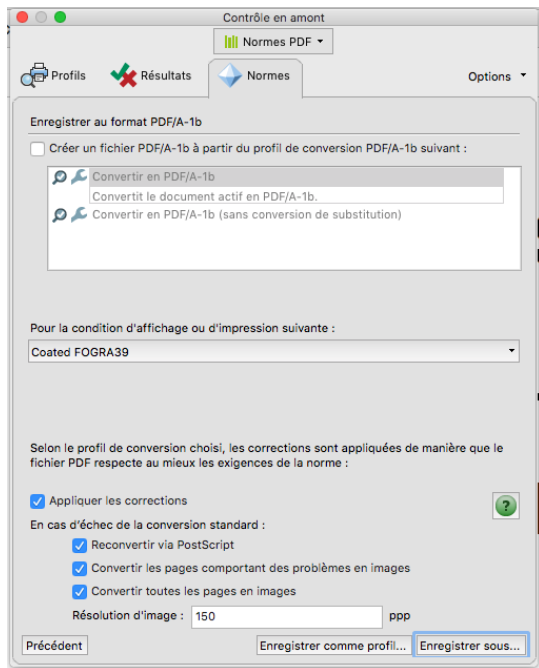 Contrôle en amont
Normes PDF
Profils
Résultats
Normes
Options
Enregistrer au format PDF/A-1b
Créer un fichier PDF/A-1b à partir du profil de conversion PDF/A-1b suivant :
Convertir en PDF/A-1b
Convertit le document actif en PDF/A-1b.
Convertir en PDF/A-1b (sans conversion de substitution)
Pour la condition d'affichage ou d'impression suivante :
Coated FOGRA39
Selon le profil de conversion choisi, les corrections sont appliquées de manière que le
fichier PDF respecte au mieux les exigences de la norme :
Appliquer les corrections
?
En cas d'échec de la conversion standard :
Reconvertir via PostScript
Convertir les pages comportant des problèmes en images
Convertir toutes les pages en images
Résolution d'image : 150 ppp
Précédent
Enregistrer comme profil...
Enregistrer sous...